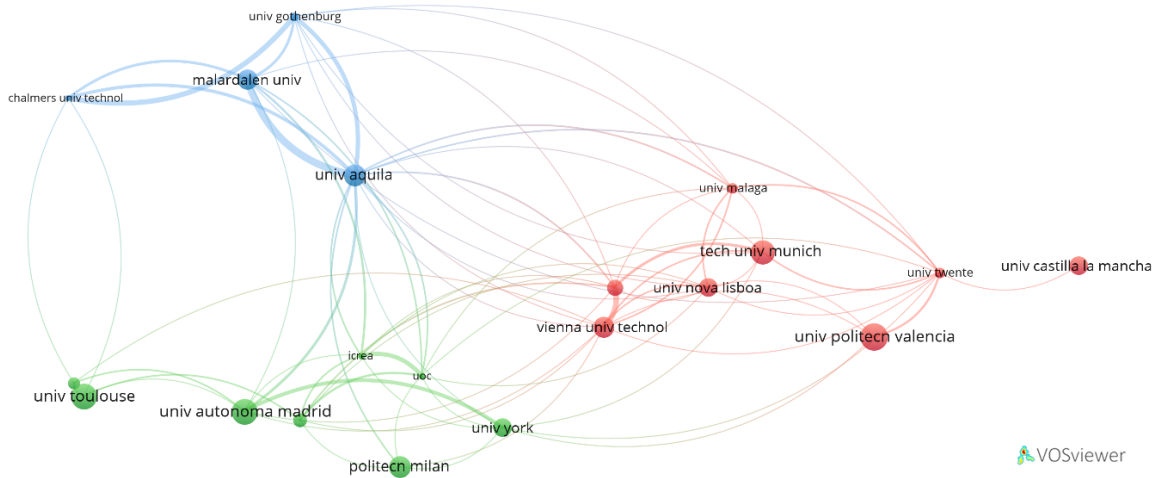 univ gothenburg
malardalen univ
chalmers univ technol
univ aquila
univ malaga
tech univ munich
univ castilla la mancha
univ twente
univ nova lisboa
vienna univ technol
univ politecn valencia
icrea
uoc
univ toulouse
univ autonoma madrid
univ york
politecn milan
VOSviewer